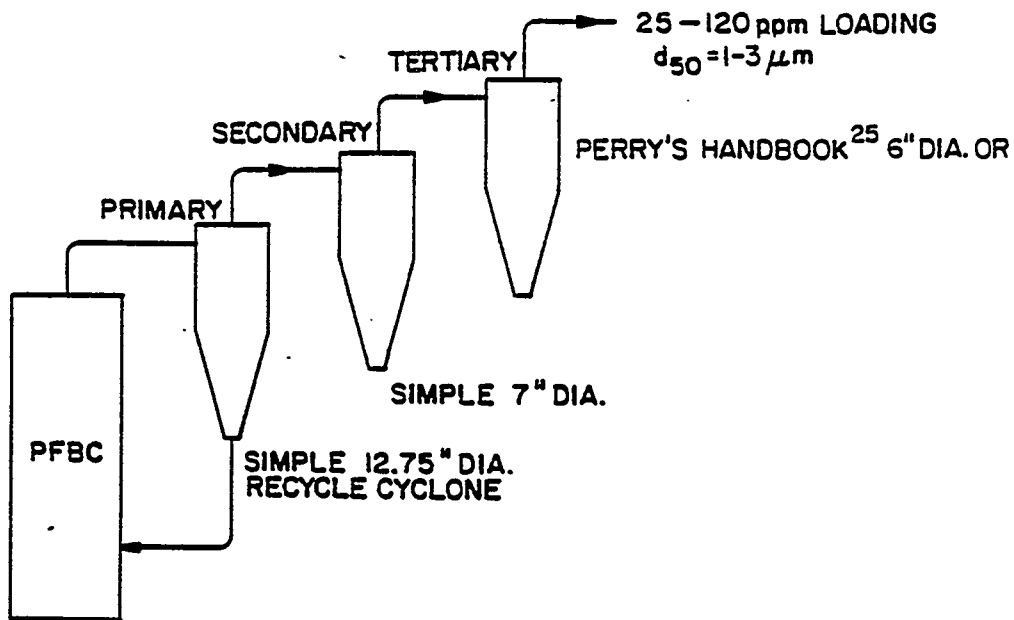 25-120 ppm LOADING
d50=1-3 μm
TERTIARY
SECONDARY
PERRY'S HANDBOOK25 6" DIA. OR
PRIMARY
SIMPLE 7" DIA.
PFBC
SIMPLE 12.75" DIA.
RECYCLE CYCLONE